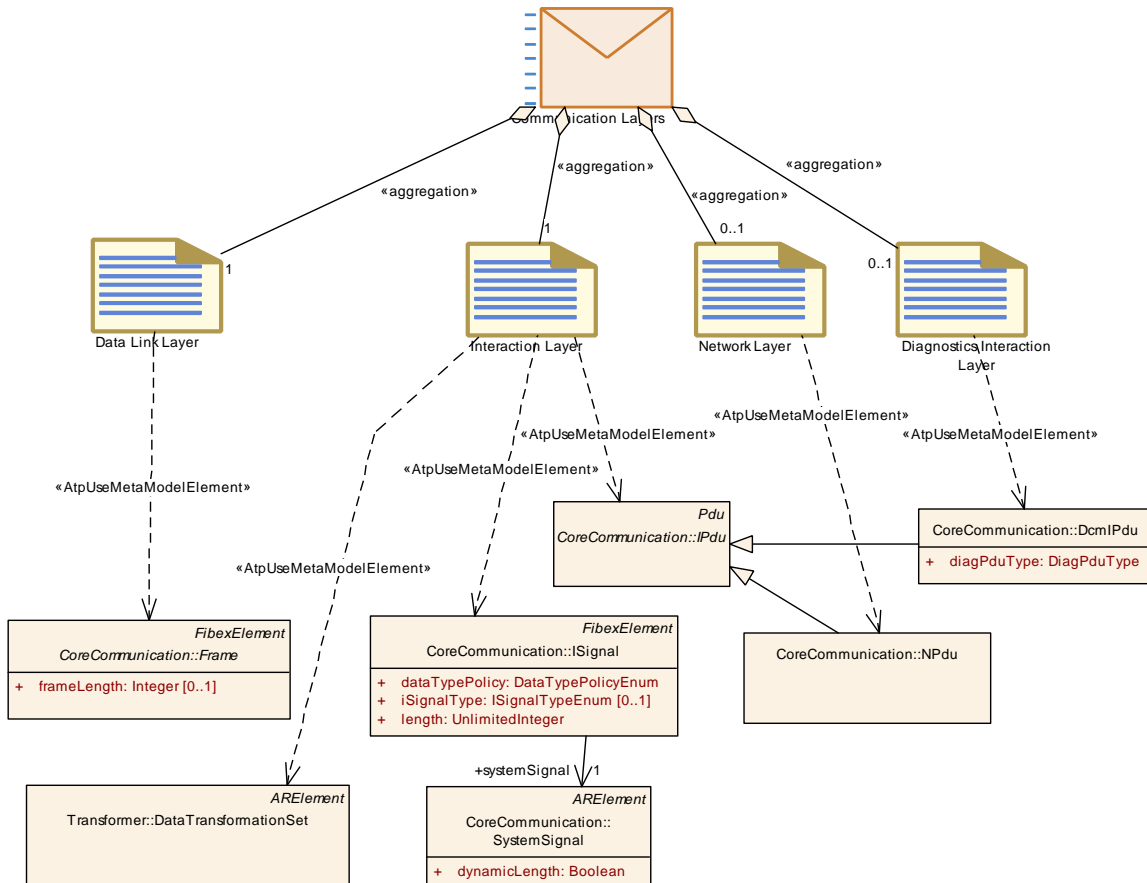 Communication Layers
«aggregation»
«aggregation»
«aggregation»
«aggregation»
1
1
0..1
0..1
Data Link Layer
Interaction Layer
Network Layer
Diagnostics Interaction
Layer
«AtpUseMetaModelElement»
«AtpUseMetaModelElement»
«AtpUseMetaModelElement»
«AtpUseMetaModelElement»
«AtpUseMetaModelElement»
«AtpUseMetaModelElement»
Pdu
CoreCommunication::IPdu
CoreCommunication::DcmIPdu
+ diagPduType: DiagPduType
FibexElement
CoreCommunication::Frame
+ frameLength: Integer [0..1]
FibexElement
CoreCommunication::ISignal
+ dataTypePolicy: DataTypePolicyEnum
+ iSignalType: ISignalTypeEnum [0..1]
+ length: UnlimitedInteger
CoreCommunication::NPdu
+systemSignal
1
ARElement
Transformer::DataTransformationSet
ARElement
CoreCommunication::
SystemSignal
+ dynamicLength: Boolean